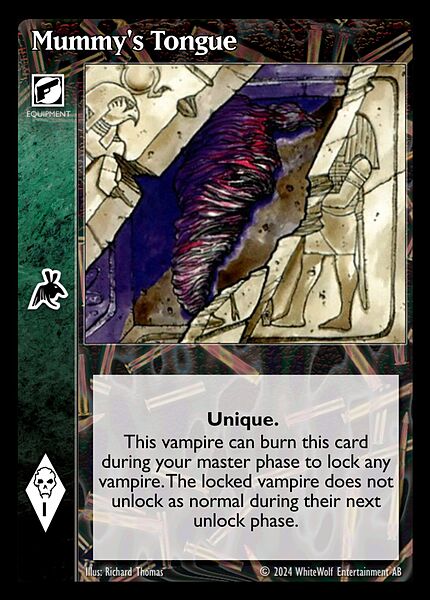 Mummy's Tongue
EQUIPMENT
Unique.
This vampire can burn this card
during your master phase to lock any
vampire. The locked vampire does not
unlock as normal during their next
unlock phase.
I
Illus: Richard Thomas © 2024 WhiteWolf Entertainment AB